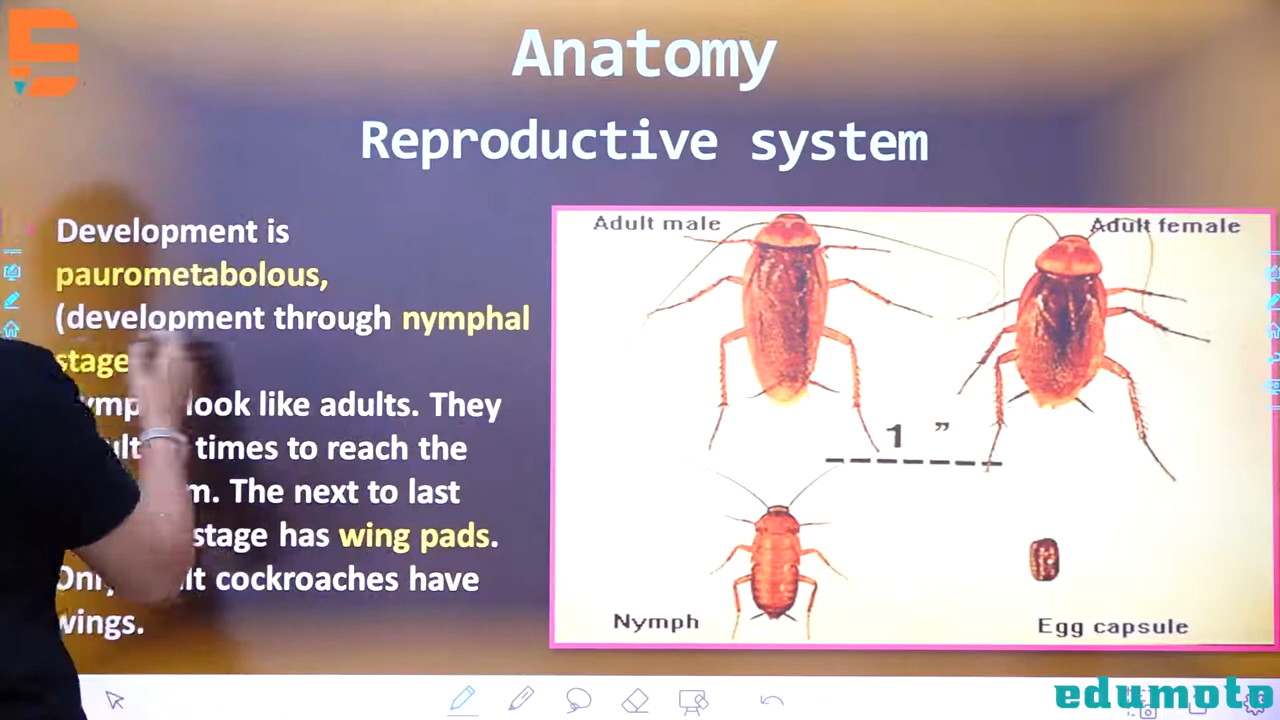 Anatomy
Reproductive system
Development is
paurometabolous,
(development through nymphal
stage
look like adults. They
times to reach the
The next to last
stage has wing pads.
cockroaches have
wings.
Adult male
Adult female
1 ”
Nymph
Egg capsule
edumoto